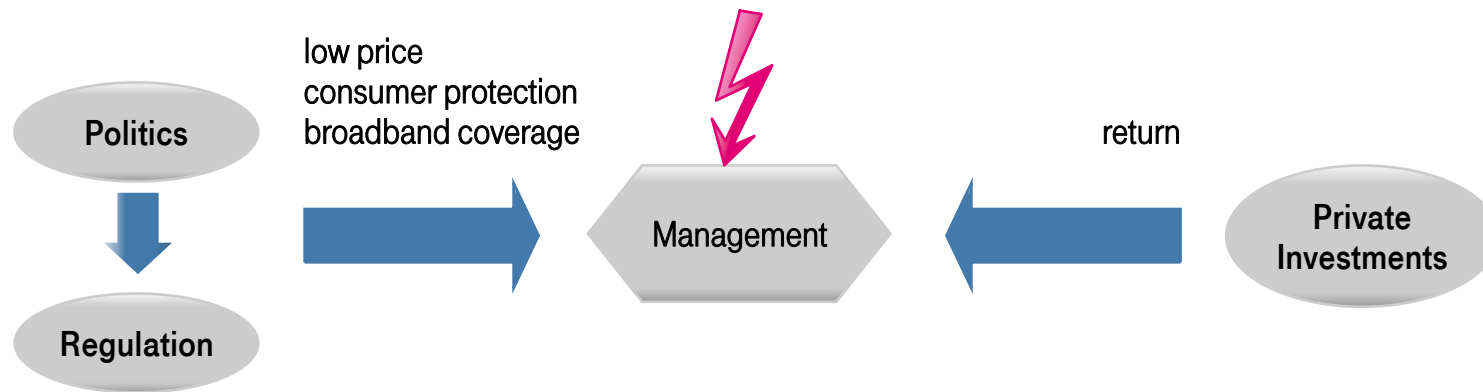 low price
consumer protection
broadband coverage
Politics
return
Management
Private
Investments
Regulation